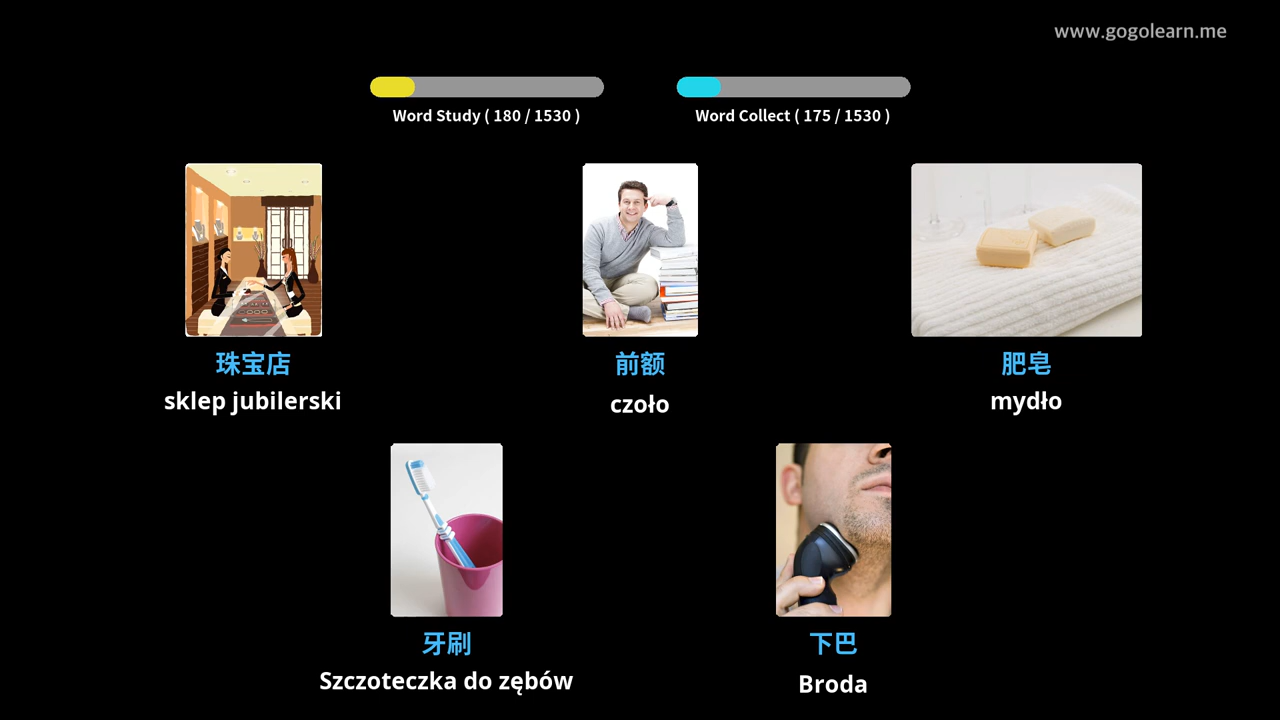 www.gogolearn.me
Word Study ( 180 / 1530 )
Word Collect ( 175 / 1530 )
珠宝店
sklep jubilerski
前额
czoło
肥皂
mydło
牙刷
Szczoteczka do zębów
下巴
Broda